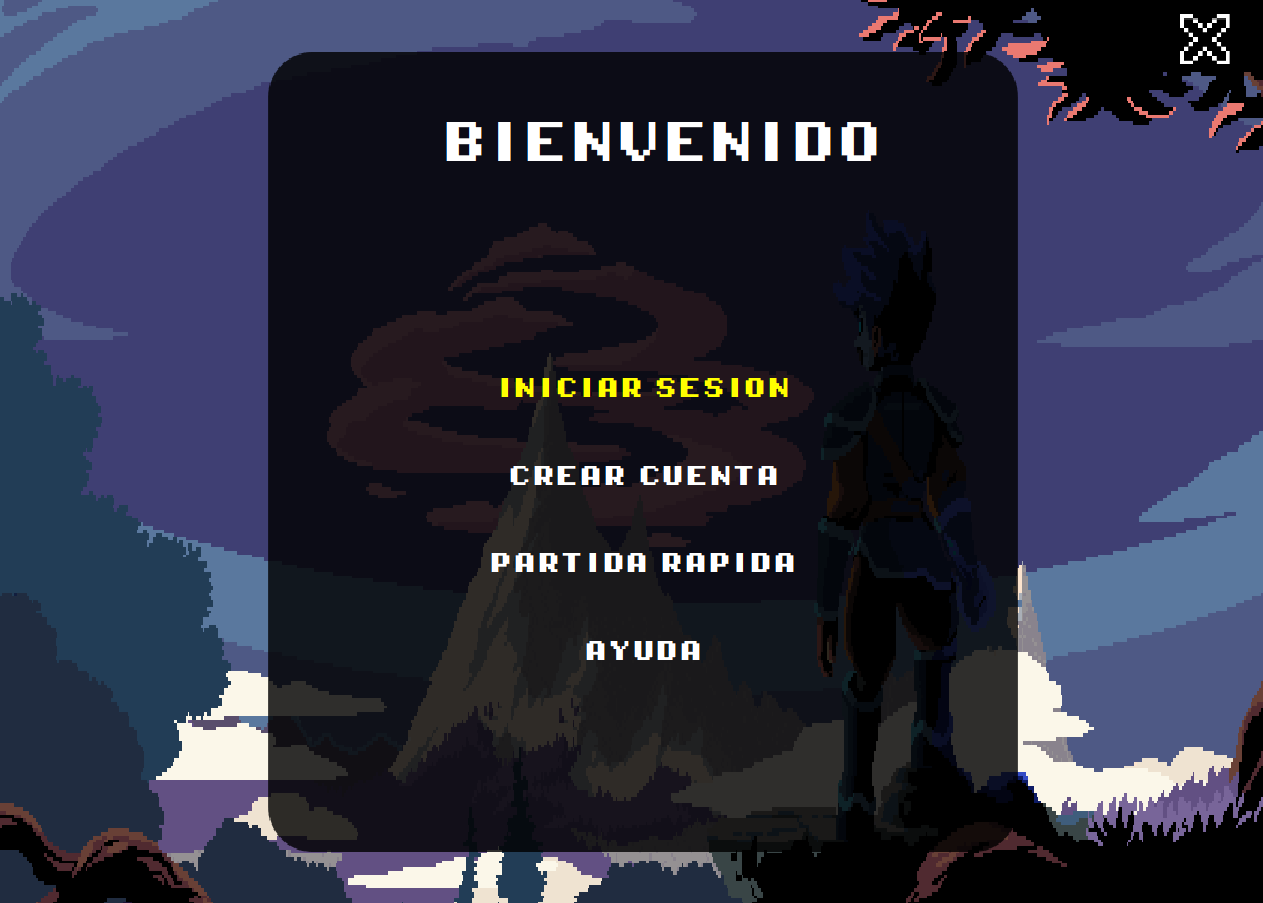 BIENVENIDO
INICIAR SESION
CREAR CUENTA
PARTIDA RAPIDA
AYUDA